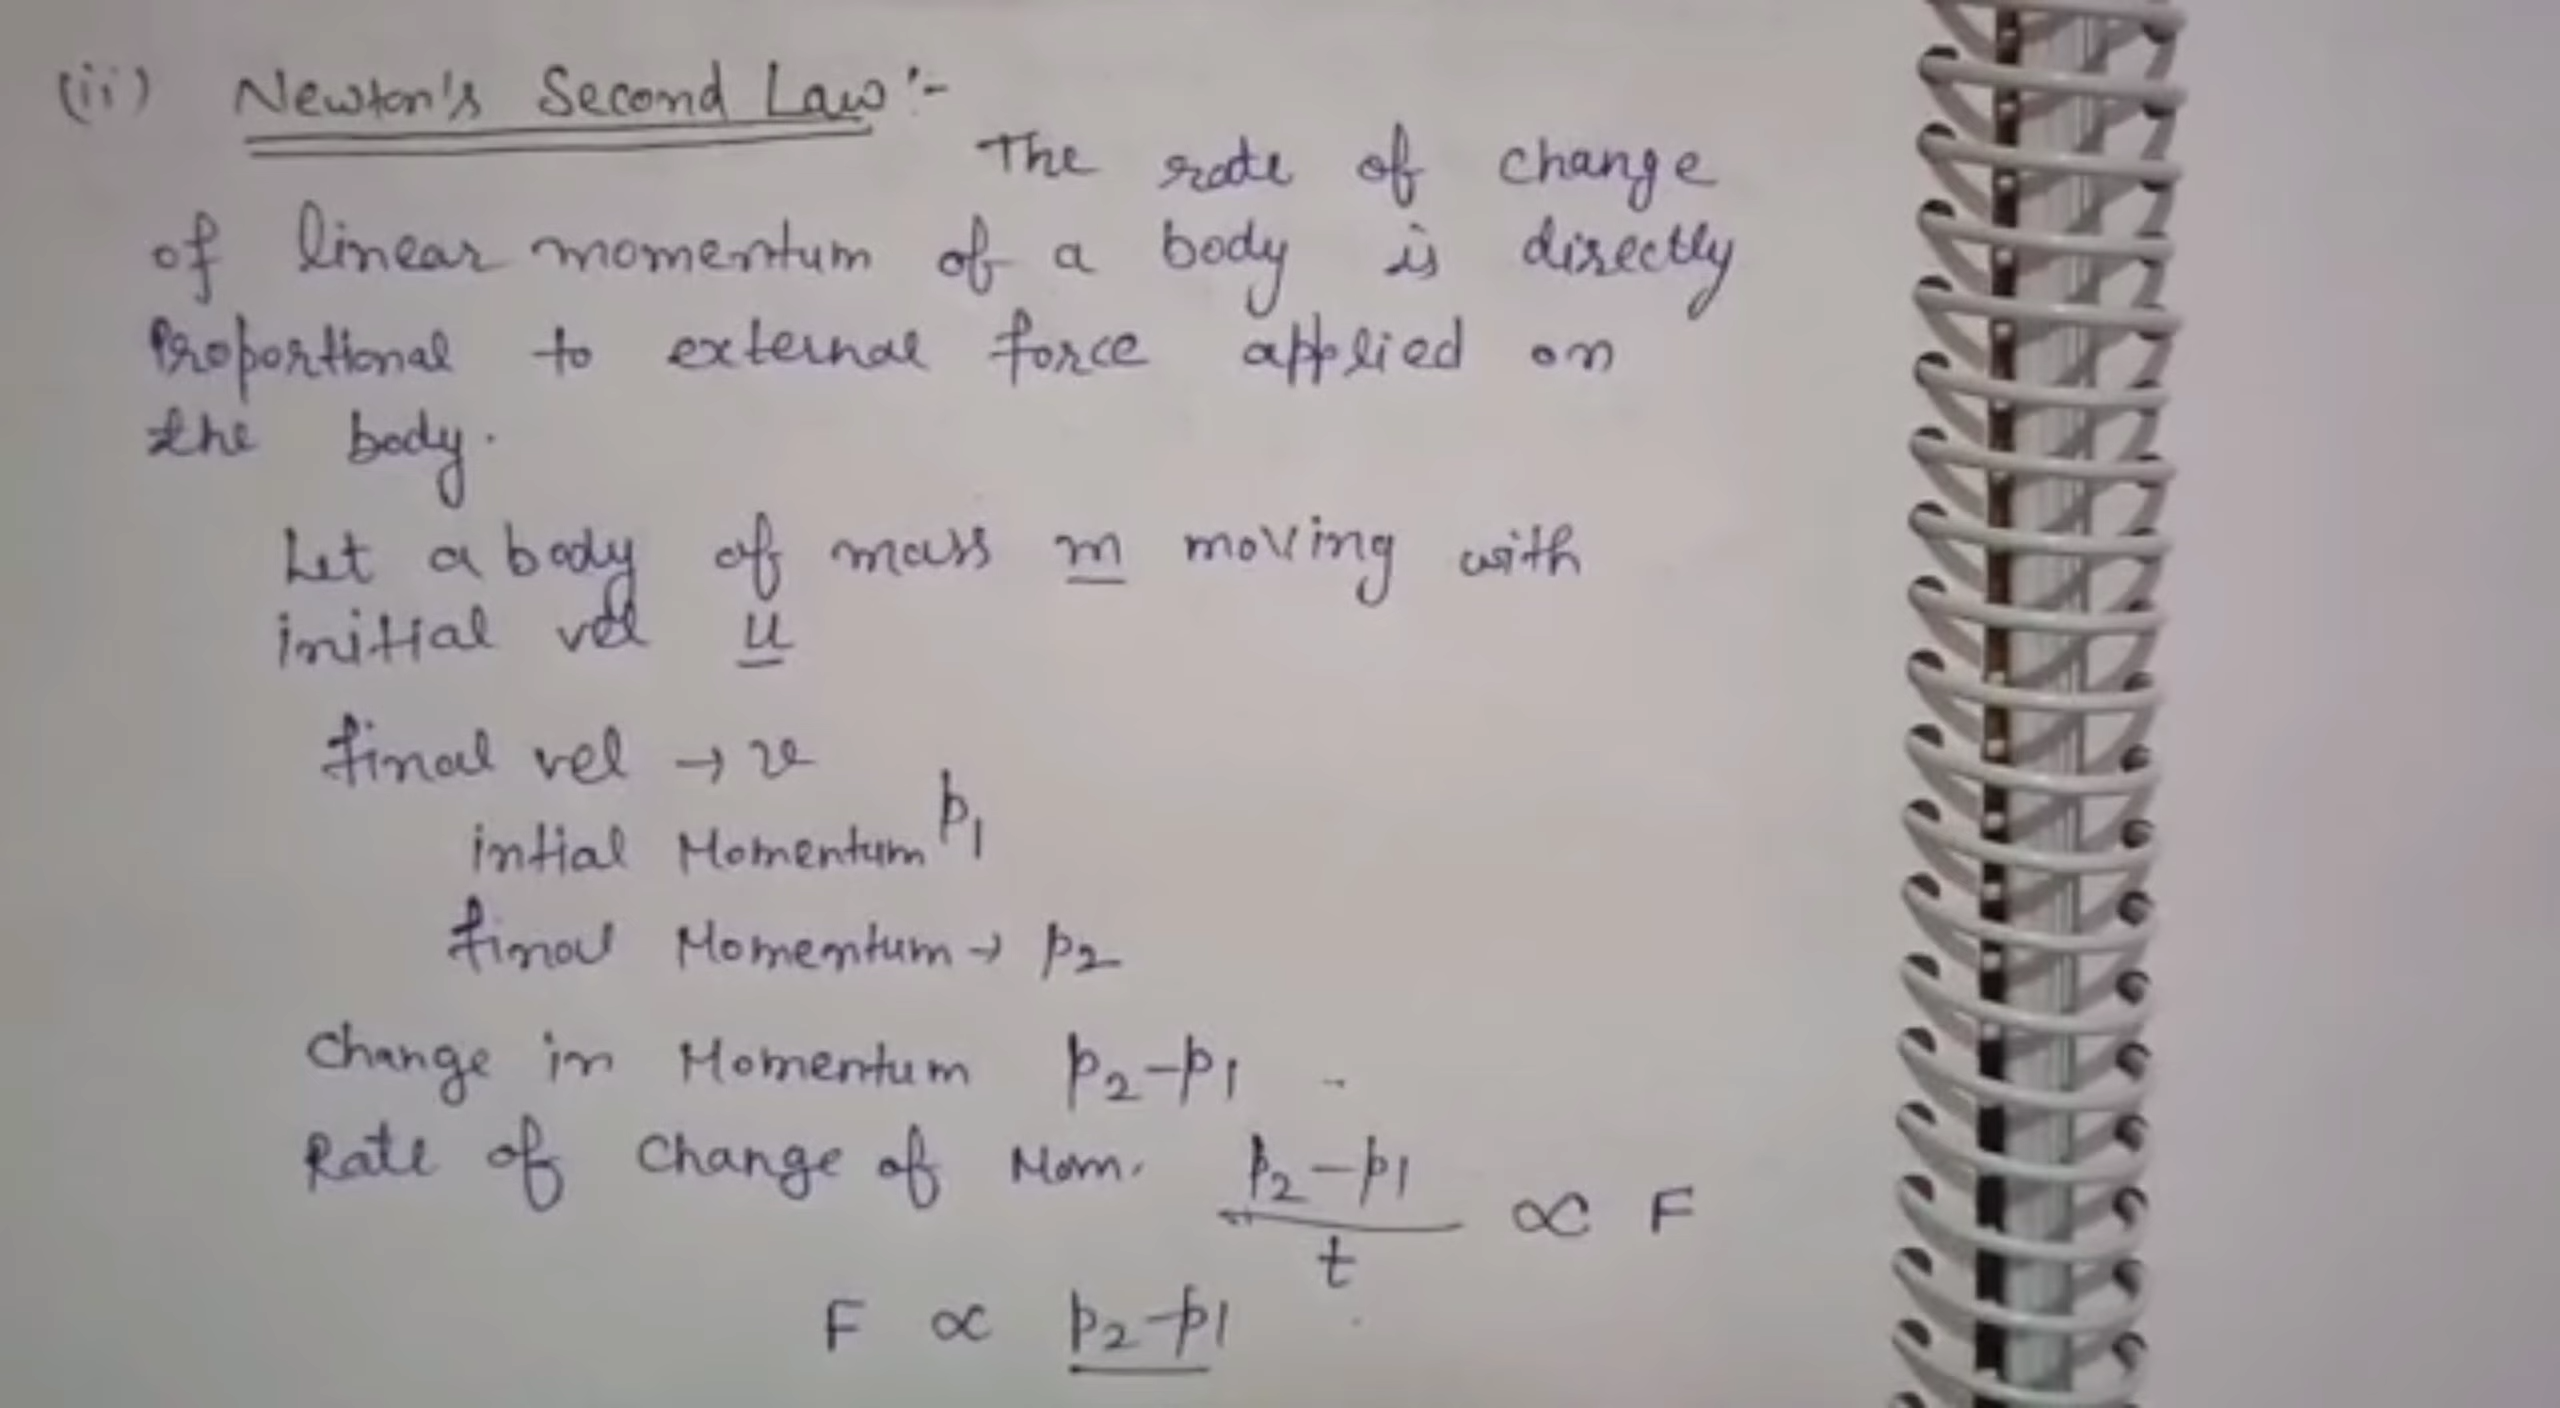 (ii) Newton's Second Law :-
The rate of change
of linear momentum of a body is directly
proportional to external force applied on
the body.
Let a body of mass m moving with
initial vel u
final vel → v
intial Momentum p1
final Momentum → p2
Change in Momentum p2-p1
Rate of Change of Mom. p2-p1 / t ∝ F
F ∝ p2-p1